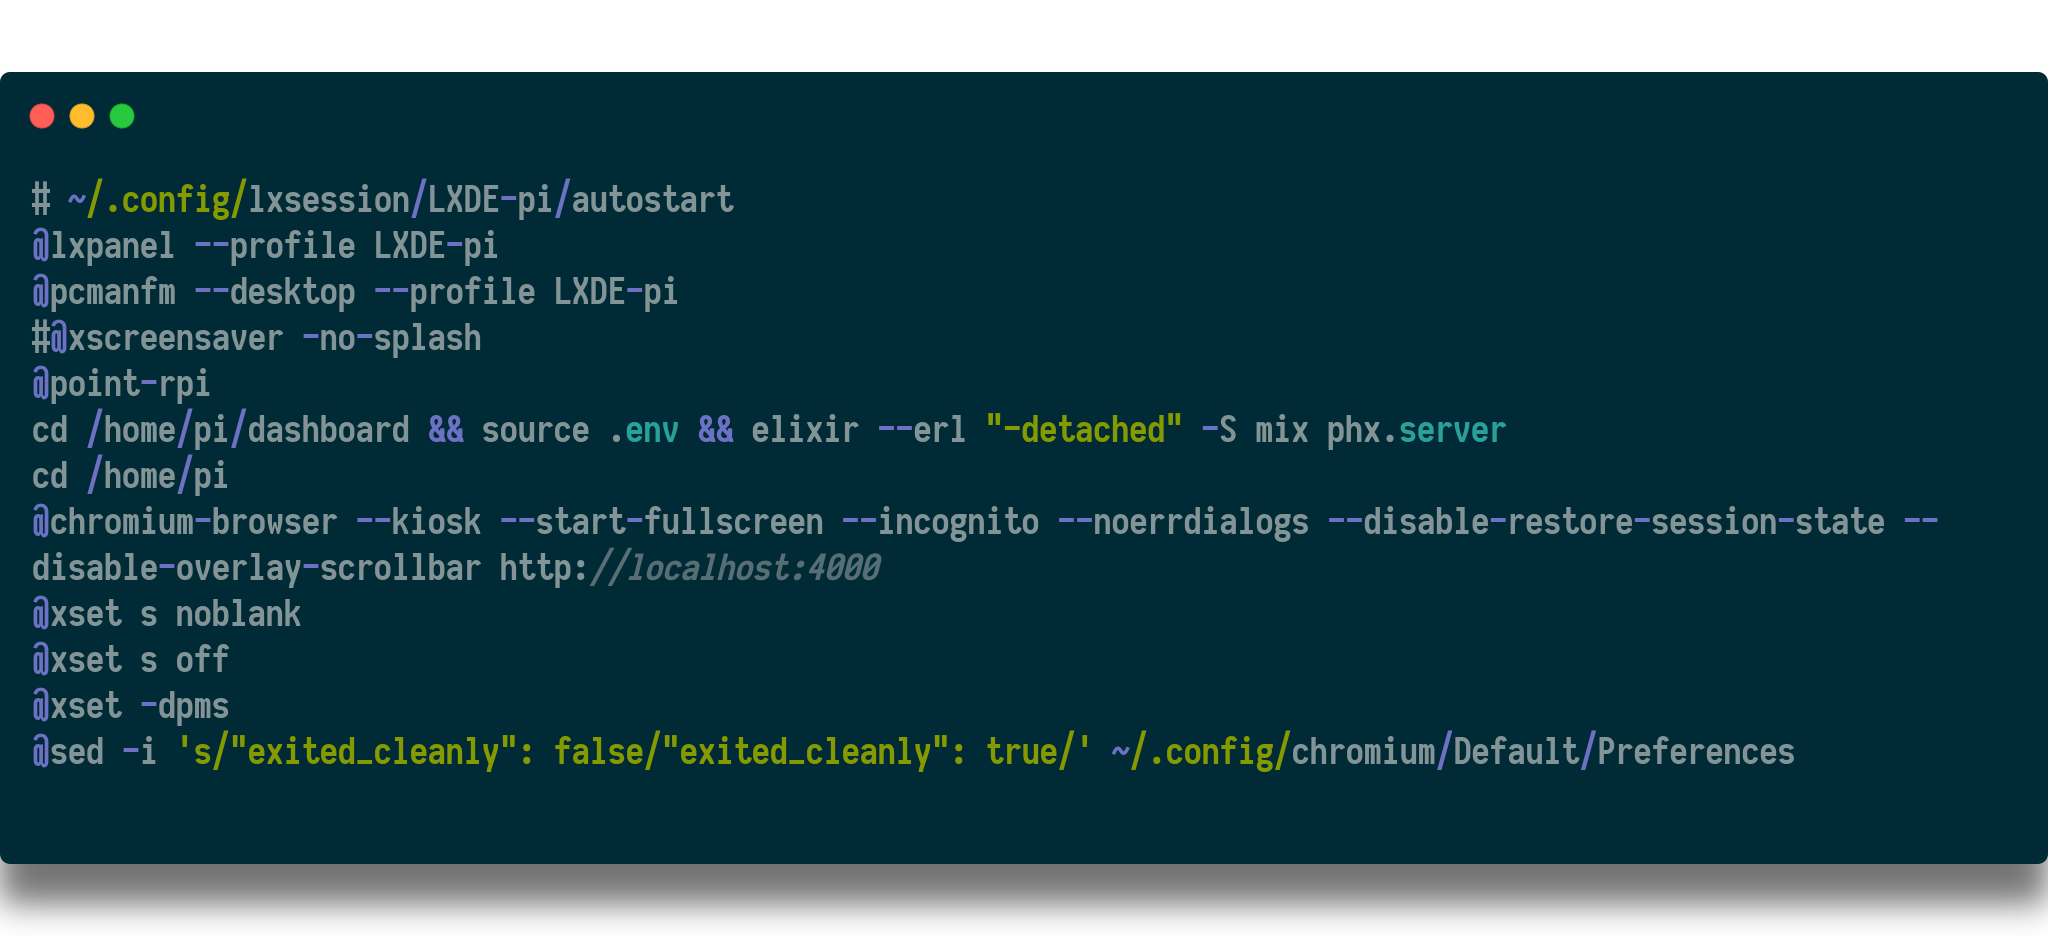 # ~/.config/lxsession/LXDE-pi/autostart
@lxpanel --profile LXDE-pi
@pcmanfm --desktop --profile LXDE-pi
#@xscreensaver -no-splash
@point-rpi
cd /home/pi/dashboard && source .env && elixir --erl "-detached" -S mix phx.server
cd /home/pi
@chromium-browser --kiosk --start-fullscreen --incognito --noerrdialogs --disable-restore-session-state --
disable-overlay-scrollbar http://localhost:4000
@xset s noblank
@xset s off
@xset -dpms
@sed -i 's/"exited_cleanly": false/"exited_cleanly": true/' ~/.config/chromium/Default/Preferences